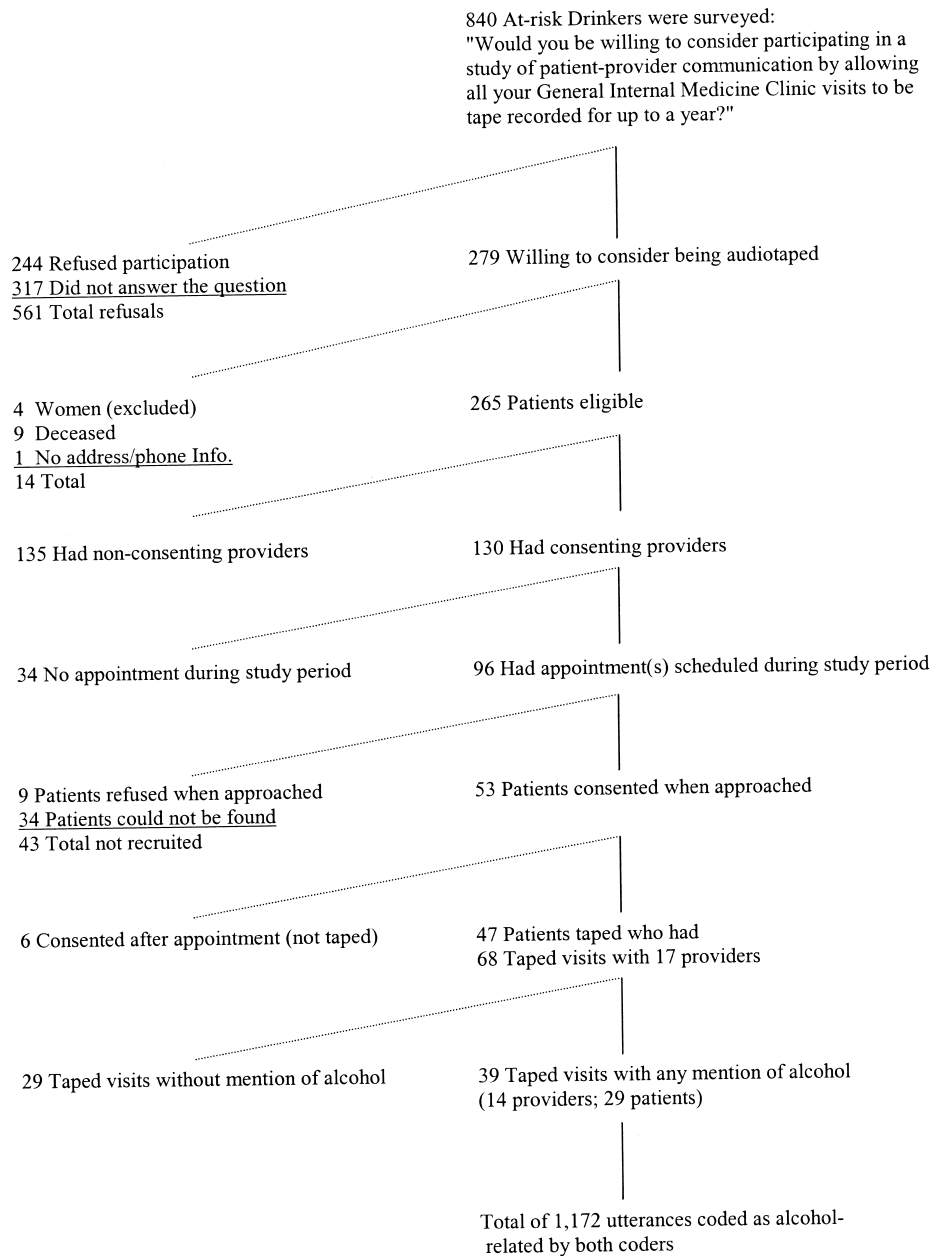 840 At-risk Drinkers were surveyed:
"Would you be willing to consider participating in a
study of patient-provider communication by allowing
all your General Internal Medicine Clinic visits to be
tape recorded for up to a year?"
244 Refused participation
317 Did not answer the question
561 Total refusals
279 Willing to consider being audiotaped
4 Women (excluded)
9 Deceased
1 No address/phone Info.
14 Total
265 Patients eligible
135 Had non-consenting providers
130 Had consenting providers
34 No appointment during study period
96 Had appointment(s) scheduled during study period
9 Patients refused when approached
34 Patients could not be found
43 Total not recruited
53 Patients consented when approached
6 Consented after appointment (not taped)
47 Patients taped who had
68 Taped visits with 17 providers
29 Taped visits without mention of alcohol
39 Taped visits with any mention of alcohol
(14 providers; 29 patients)
Total of 1,172 utterances coded as alcohol-
related by both coders